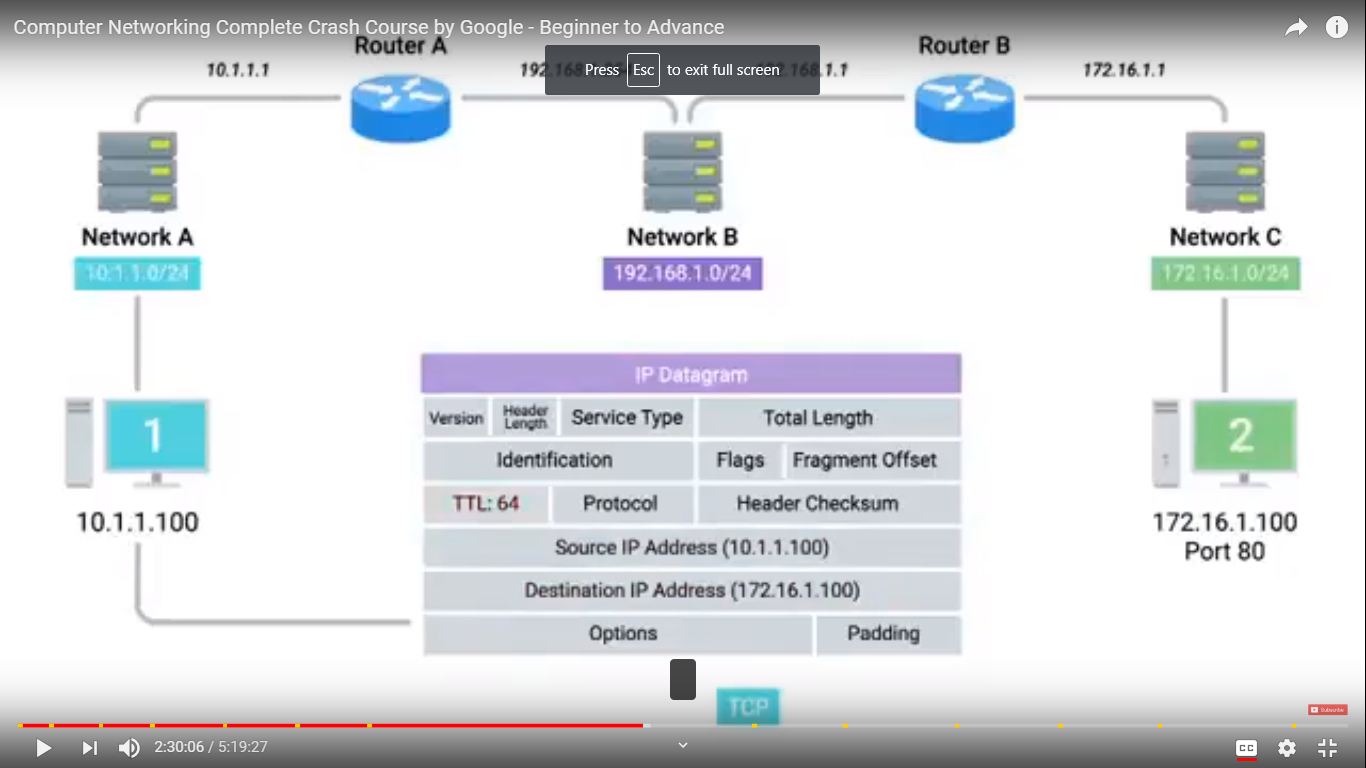 Computer Networking Complete Crash Course by Google - Beginner to Advance
Router A
Router B
10.1.1.1
192.168
Press Esc to exit full screen
.168.1.1
172.16.1.1
Network A
Network B
Network C
10.1.1.0/24
192.168.1.0/24
172.16.1.0/24
IP Datagram
Version
Header Length
Service Type
Total Length
Identification
Flags
Fragment Offset
TTL: 64
Protocol
Header Checksum
Source IP Address (10.1.1.100)
Destination IP Address (172.16.1.100)
Options
Padding
1
10.1.1.100
2
172.16.1.100
Port 80
TCP
Subscribe
2:30:06 / 5:19:27
CC